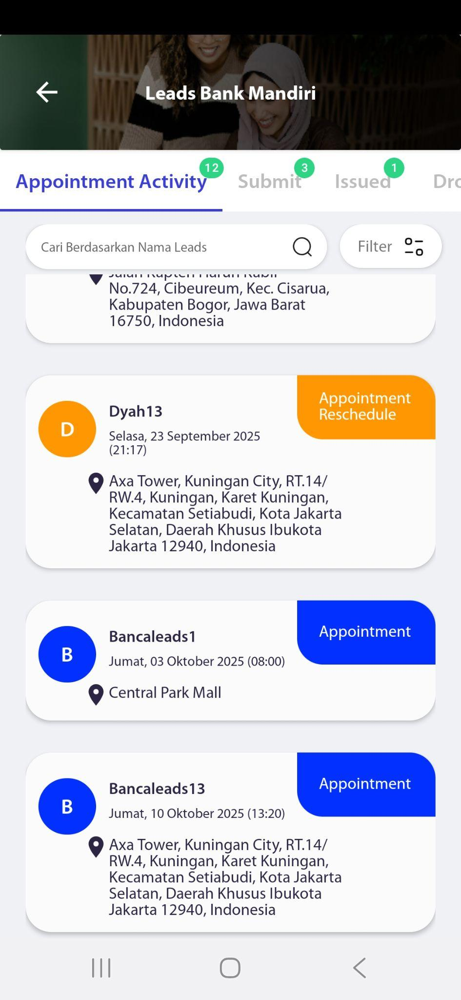 Leads Bank Mandiri
Appointment Activity
12
Submit
3
Issued
1
Dro
Cari Berdasarkan Nama Leads
Filter
Jalan Kapten Harun Kabir
No.724, Cibeureum, Kec. Cisarua,
Kabupaten Bogor, Jawa Barat
16750, Indonesia
D
Dyah13
Appointment
Reschedule
Selasa, 23 September 2025
(21:17)
Axa Tower, Kuningan City, RT.14/
RW.4, Kuningan, Karet Kuningan,
Kecamatan Setiabudi, Kota Jakarta
Selatan, Daerah Khusus Ibukota
Jakarta 12940, Indonesia
B
Bancaleads1
Appointment
Jumat, 03 Oktober 2025 (08:00)
Central Park Mall
B
Bancaleads13
Appointment
Jumat, 10 Oktober 2025 (13:20)
Axa Tower, Kuningan City, RT.14/
RW.4, Kuningan, Karet Kuningan,
Kecamatan Setiabudi, Kota Jakarta
Selatan, Daerah Khusus Ibukota
Jakarta 12940, Indonesia